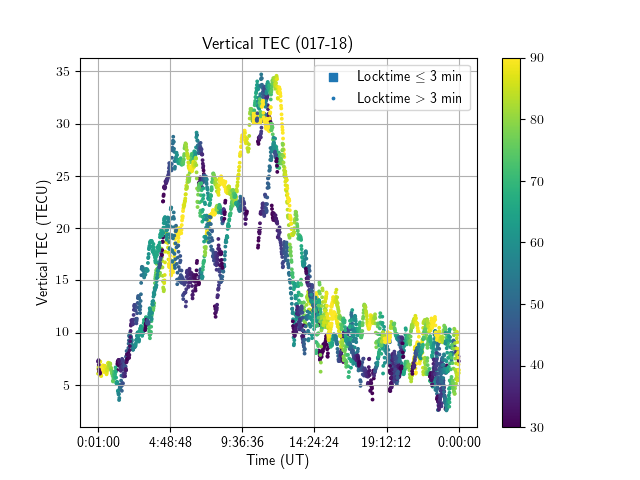 Vertical TEC (017-18)
Locktime ≤ 3 min
Locktime > 3 min
Vertical TEC (TECU)
35
30
25
20
15
10
5
0:01:00 4:48:48 9:36:36 14:24:24 19:12:12 0:00:00
Time (UT)
90
80
70
60
50
40
30